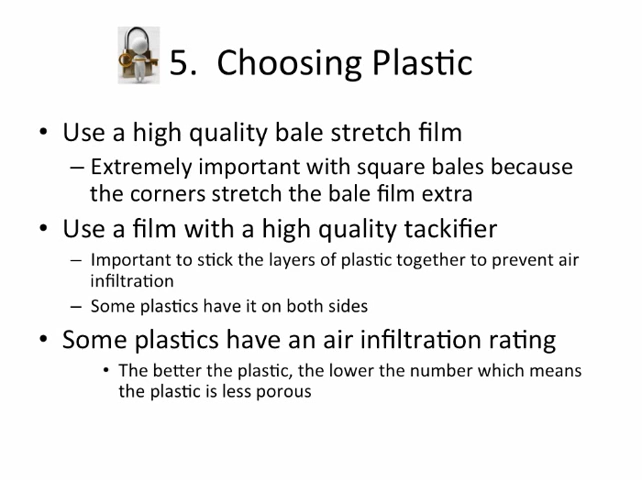 5. Choosing Plastic
• Use a high quality bale stretch film
– Extremely important with square bales because
the corners stretch the bale film extra
• Use a film with a high quality tackifier
– Important to stick the layers of plastic together to prevent air
infiltration
– Some plastics have it on both sides
• Some plastics have an air infiltration rating
• The better the plastic, the lower the number which means
the plastic is less porous